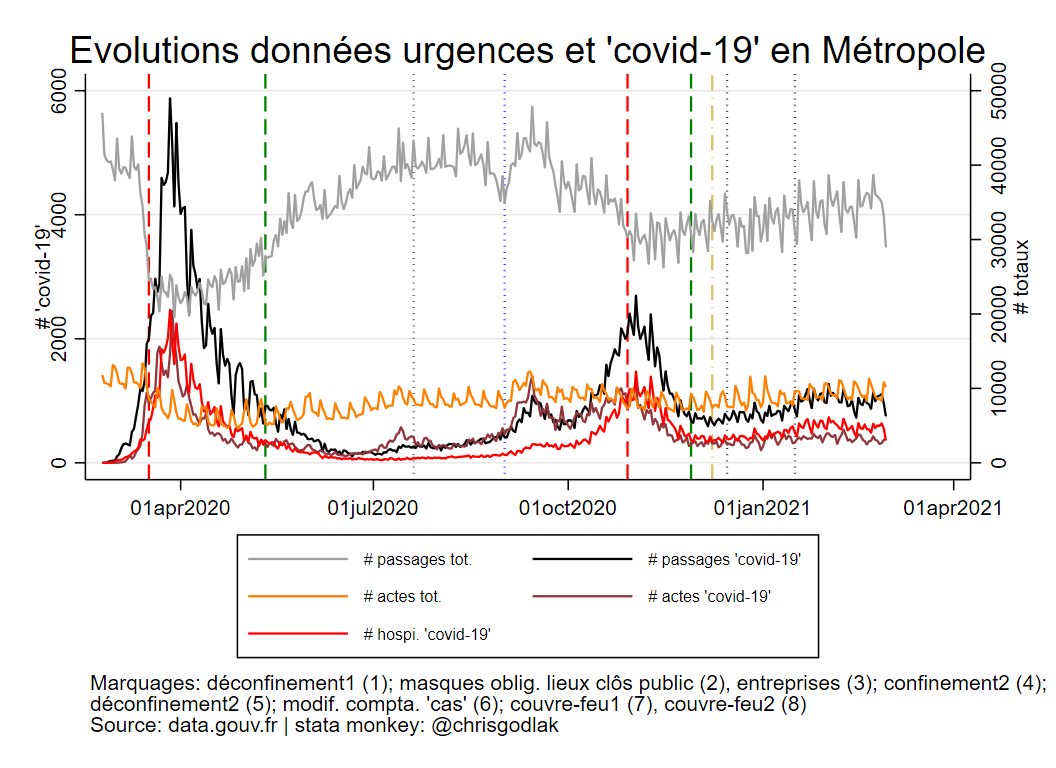 Evolutions données urgences et 'covid-19' en Métropole
# 'covid-19'
6000
4000
2000
0
# totaux
50000
40000
30000
20000
10000
0
01apr2020 01jul2020 01oct2020 01jan2021 01apr2021
# passages tot. # passages 'covid-19'
# actes tot. # actes 'covid-19'
# hospi. 'covid-19'
Marquages: déconfinement1 (1); masques oblig. lieux clôs public (2), entreprises (3); confinement2 (4);
déconfinement2 (5); modif. compta. 'cas' (6); couvre-feu1 (7), couvre-feu2 (8)
Source: data.gouv.fr | stata monkey: @chrisgodlak